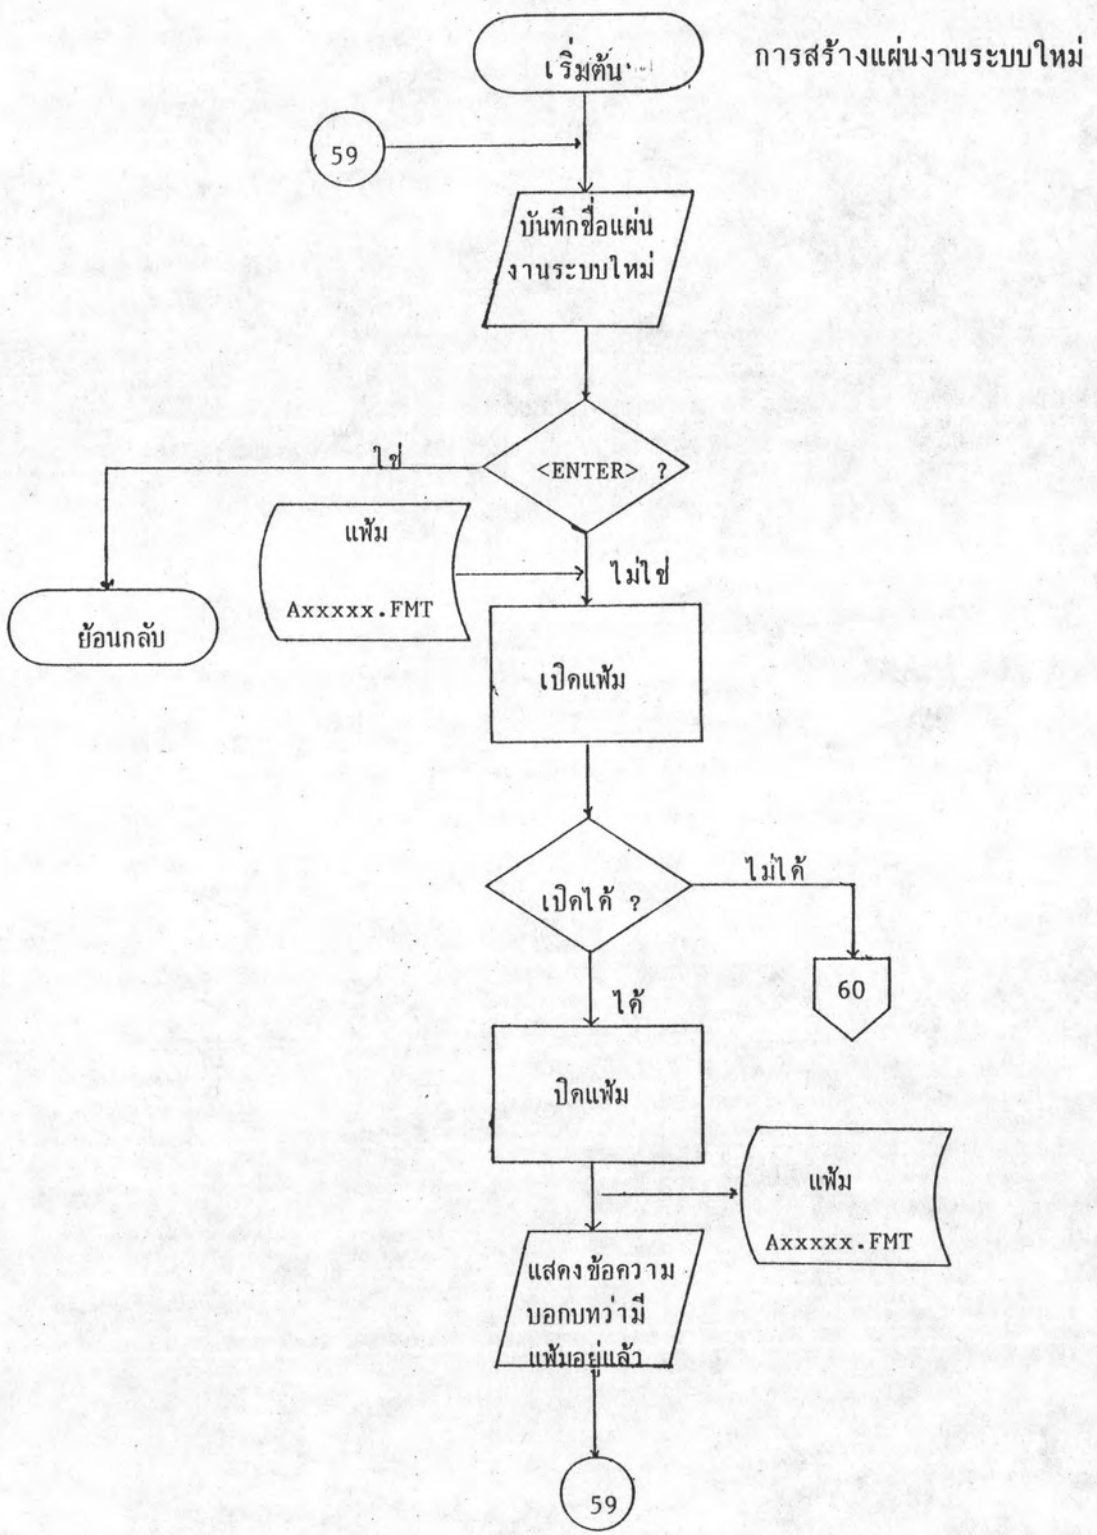 เริ่มต้น
การสร้างแผ่นงานระบบใหม่
59
บันทึกชื่อแผ่น
งานระบบใหม่
ใช่
<ENTER> ?
แฟ้ม
Axxxxx.FMT
ไม่ใช่
ย้อนกลับ
เปิดแฟ้ม
เปิดได้ ?
ไม่ได้
60
ได้
ปิดแฟ้ม
แฟ้ม
Axxxxx.FMT
แสดงข้อความ
บอกบทว่ามี
แฟ้มอยู่แล้ว
59